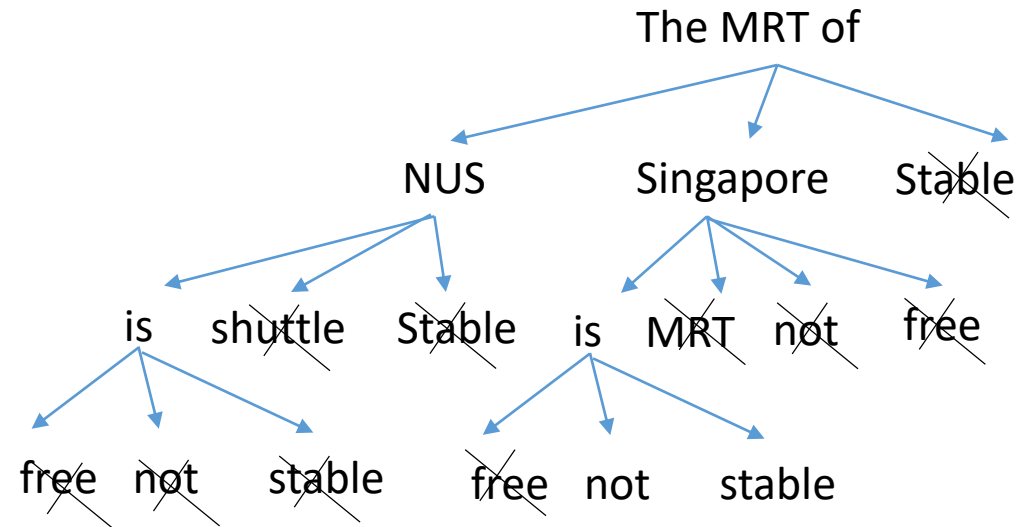 The MRT of
NUS Singapore Stable
is shuttle Stable is MRT not free
free not stable free not stable